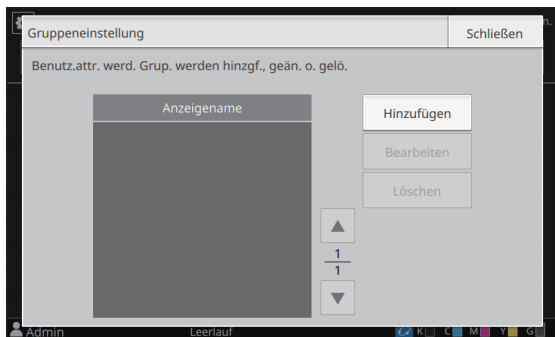 n.
Gruppeneinstellung
Schließen
Benutz.attr. werd. Grup. werden hinzgf., geän. o. gelö.
Anzeigename
Hinzufügen
Bearbeiten
Löschen
1
1
Admin
Leerlauf
K C M Y G